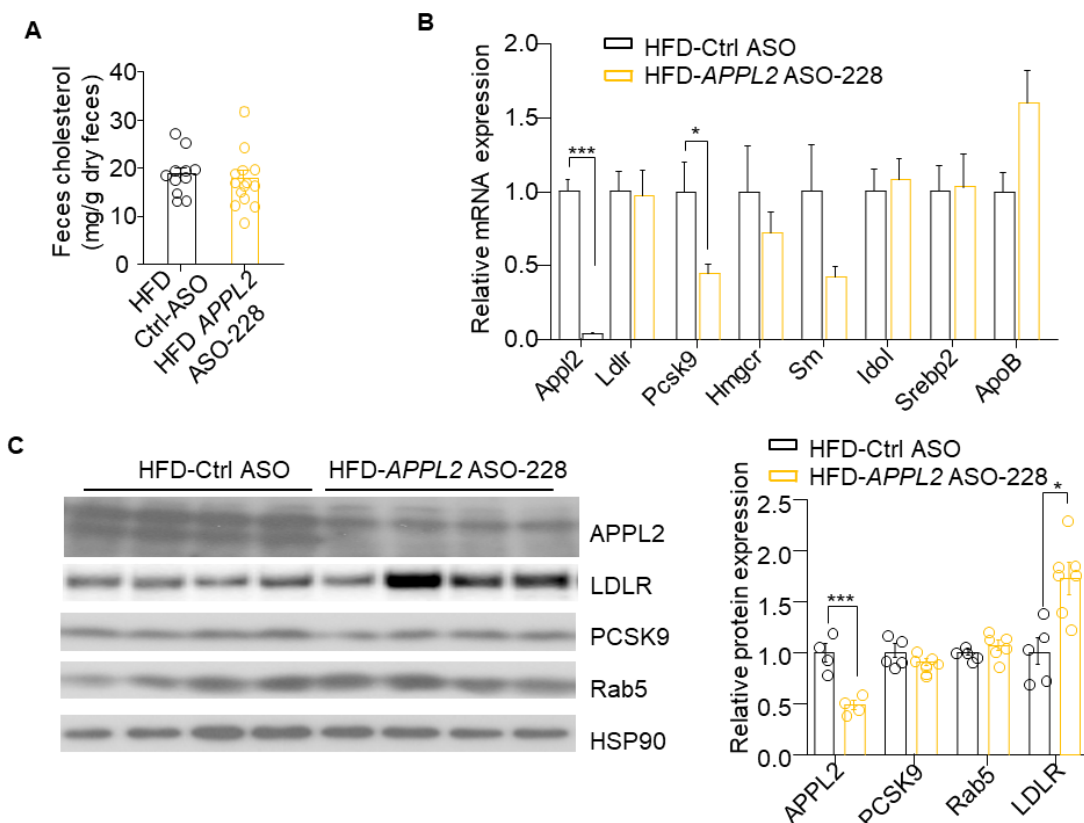 A
Feces cholesterol
(mg/g dry feces)
40
30
20
10
0
HFD
Ctrl-ASO
HFD APPL2
ASO-228
B
HFD-Ctrl ASO
HFD-APPL2 ASO-228
Relative mRNA expression
2.0
1.5
1.0
0.5
0.0
***
*
Appl2
Ldlr
Pcsk9
Hmgcr
Sm
Idol
Srebp2
ApoB
C
HFD-Ctrl ASO
HFD-APPL2 ASO-228
APPL2
LDLR
PCSK9
Rab5
HSP90
HFD-Ctrl ASO
HFD-APPL2 ASO-228
Relative protein expression
2.5
2.0
1.5
1.0
0.5
0.0
***
*
APPL2
PCSK9
Rab5
LDLR